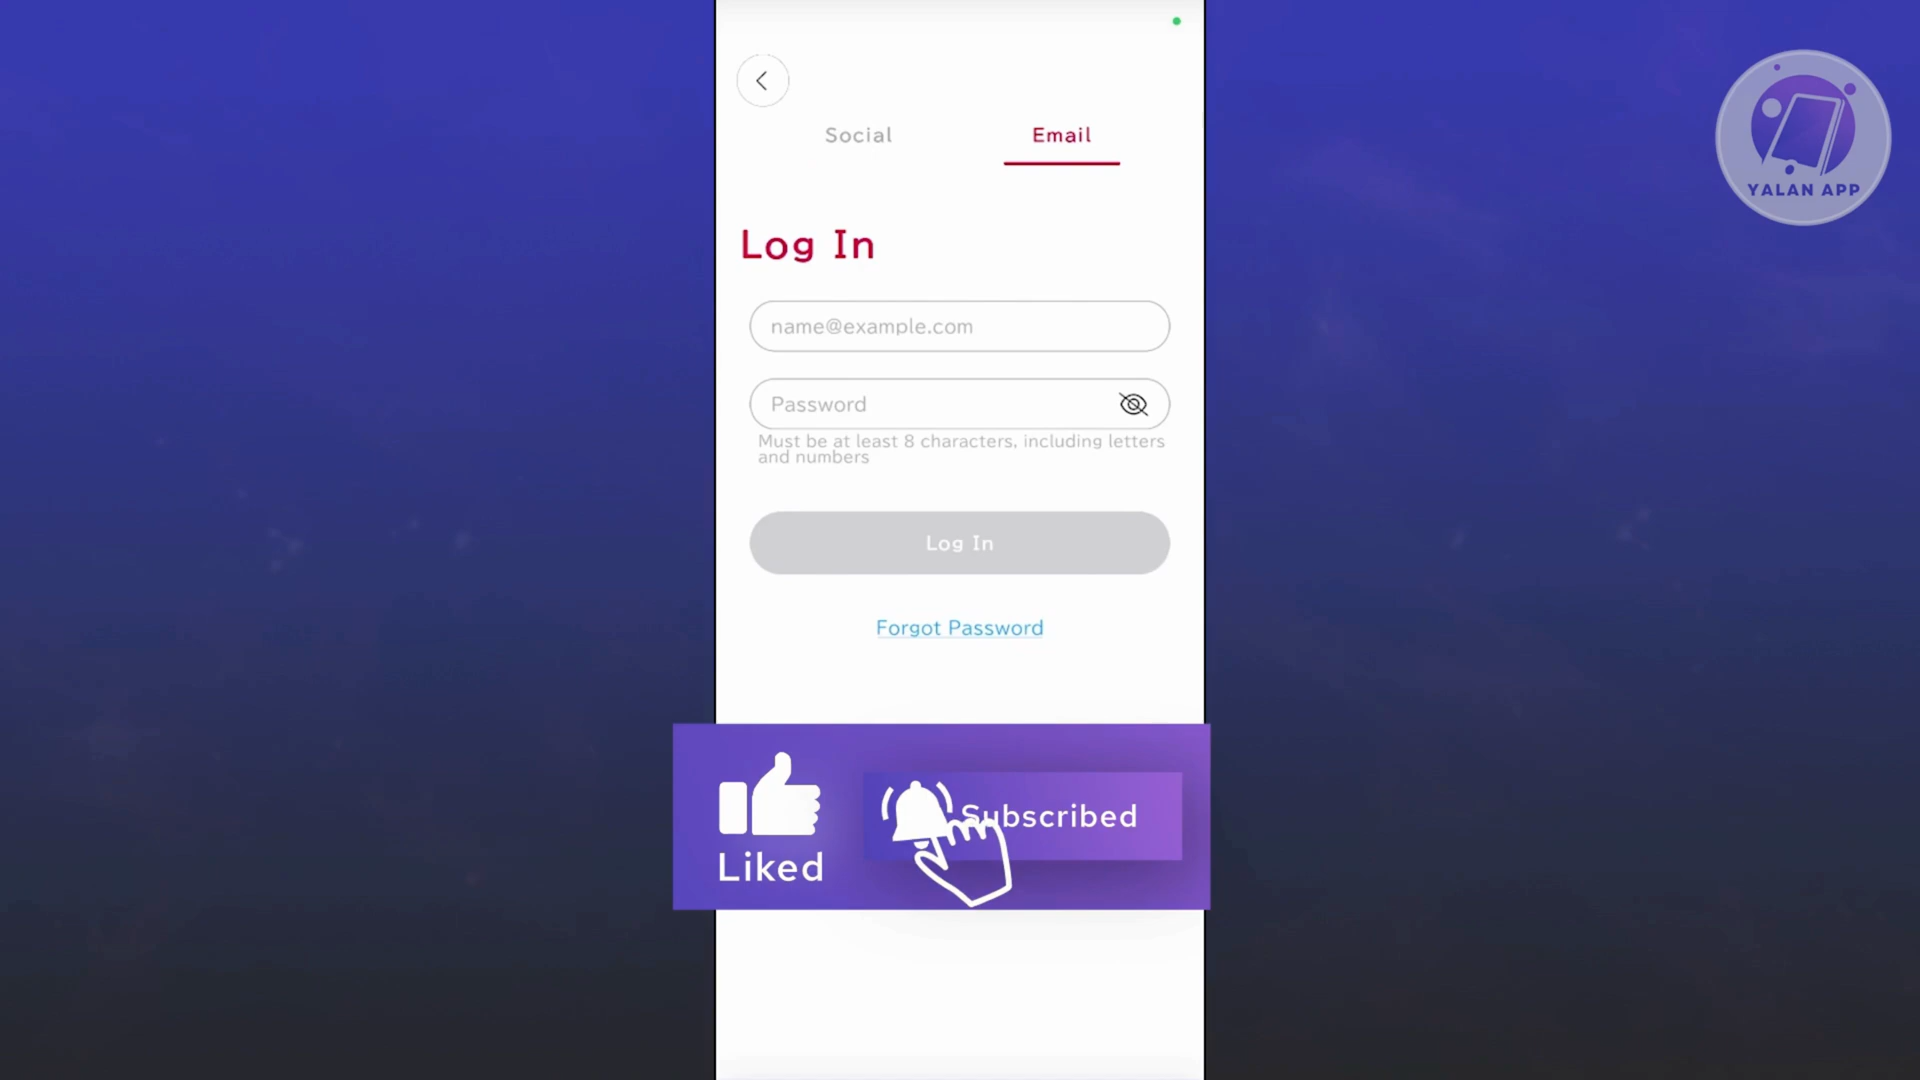 YALAN APP
Social
Email
Log In
name@example.com
Password
Must be at least 8 characters, including letters
and numbers
Log In
Forgot Password
Subscribed
Liked